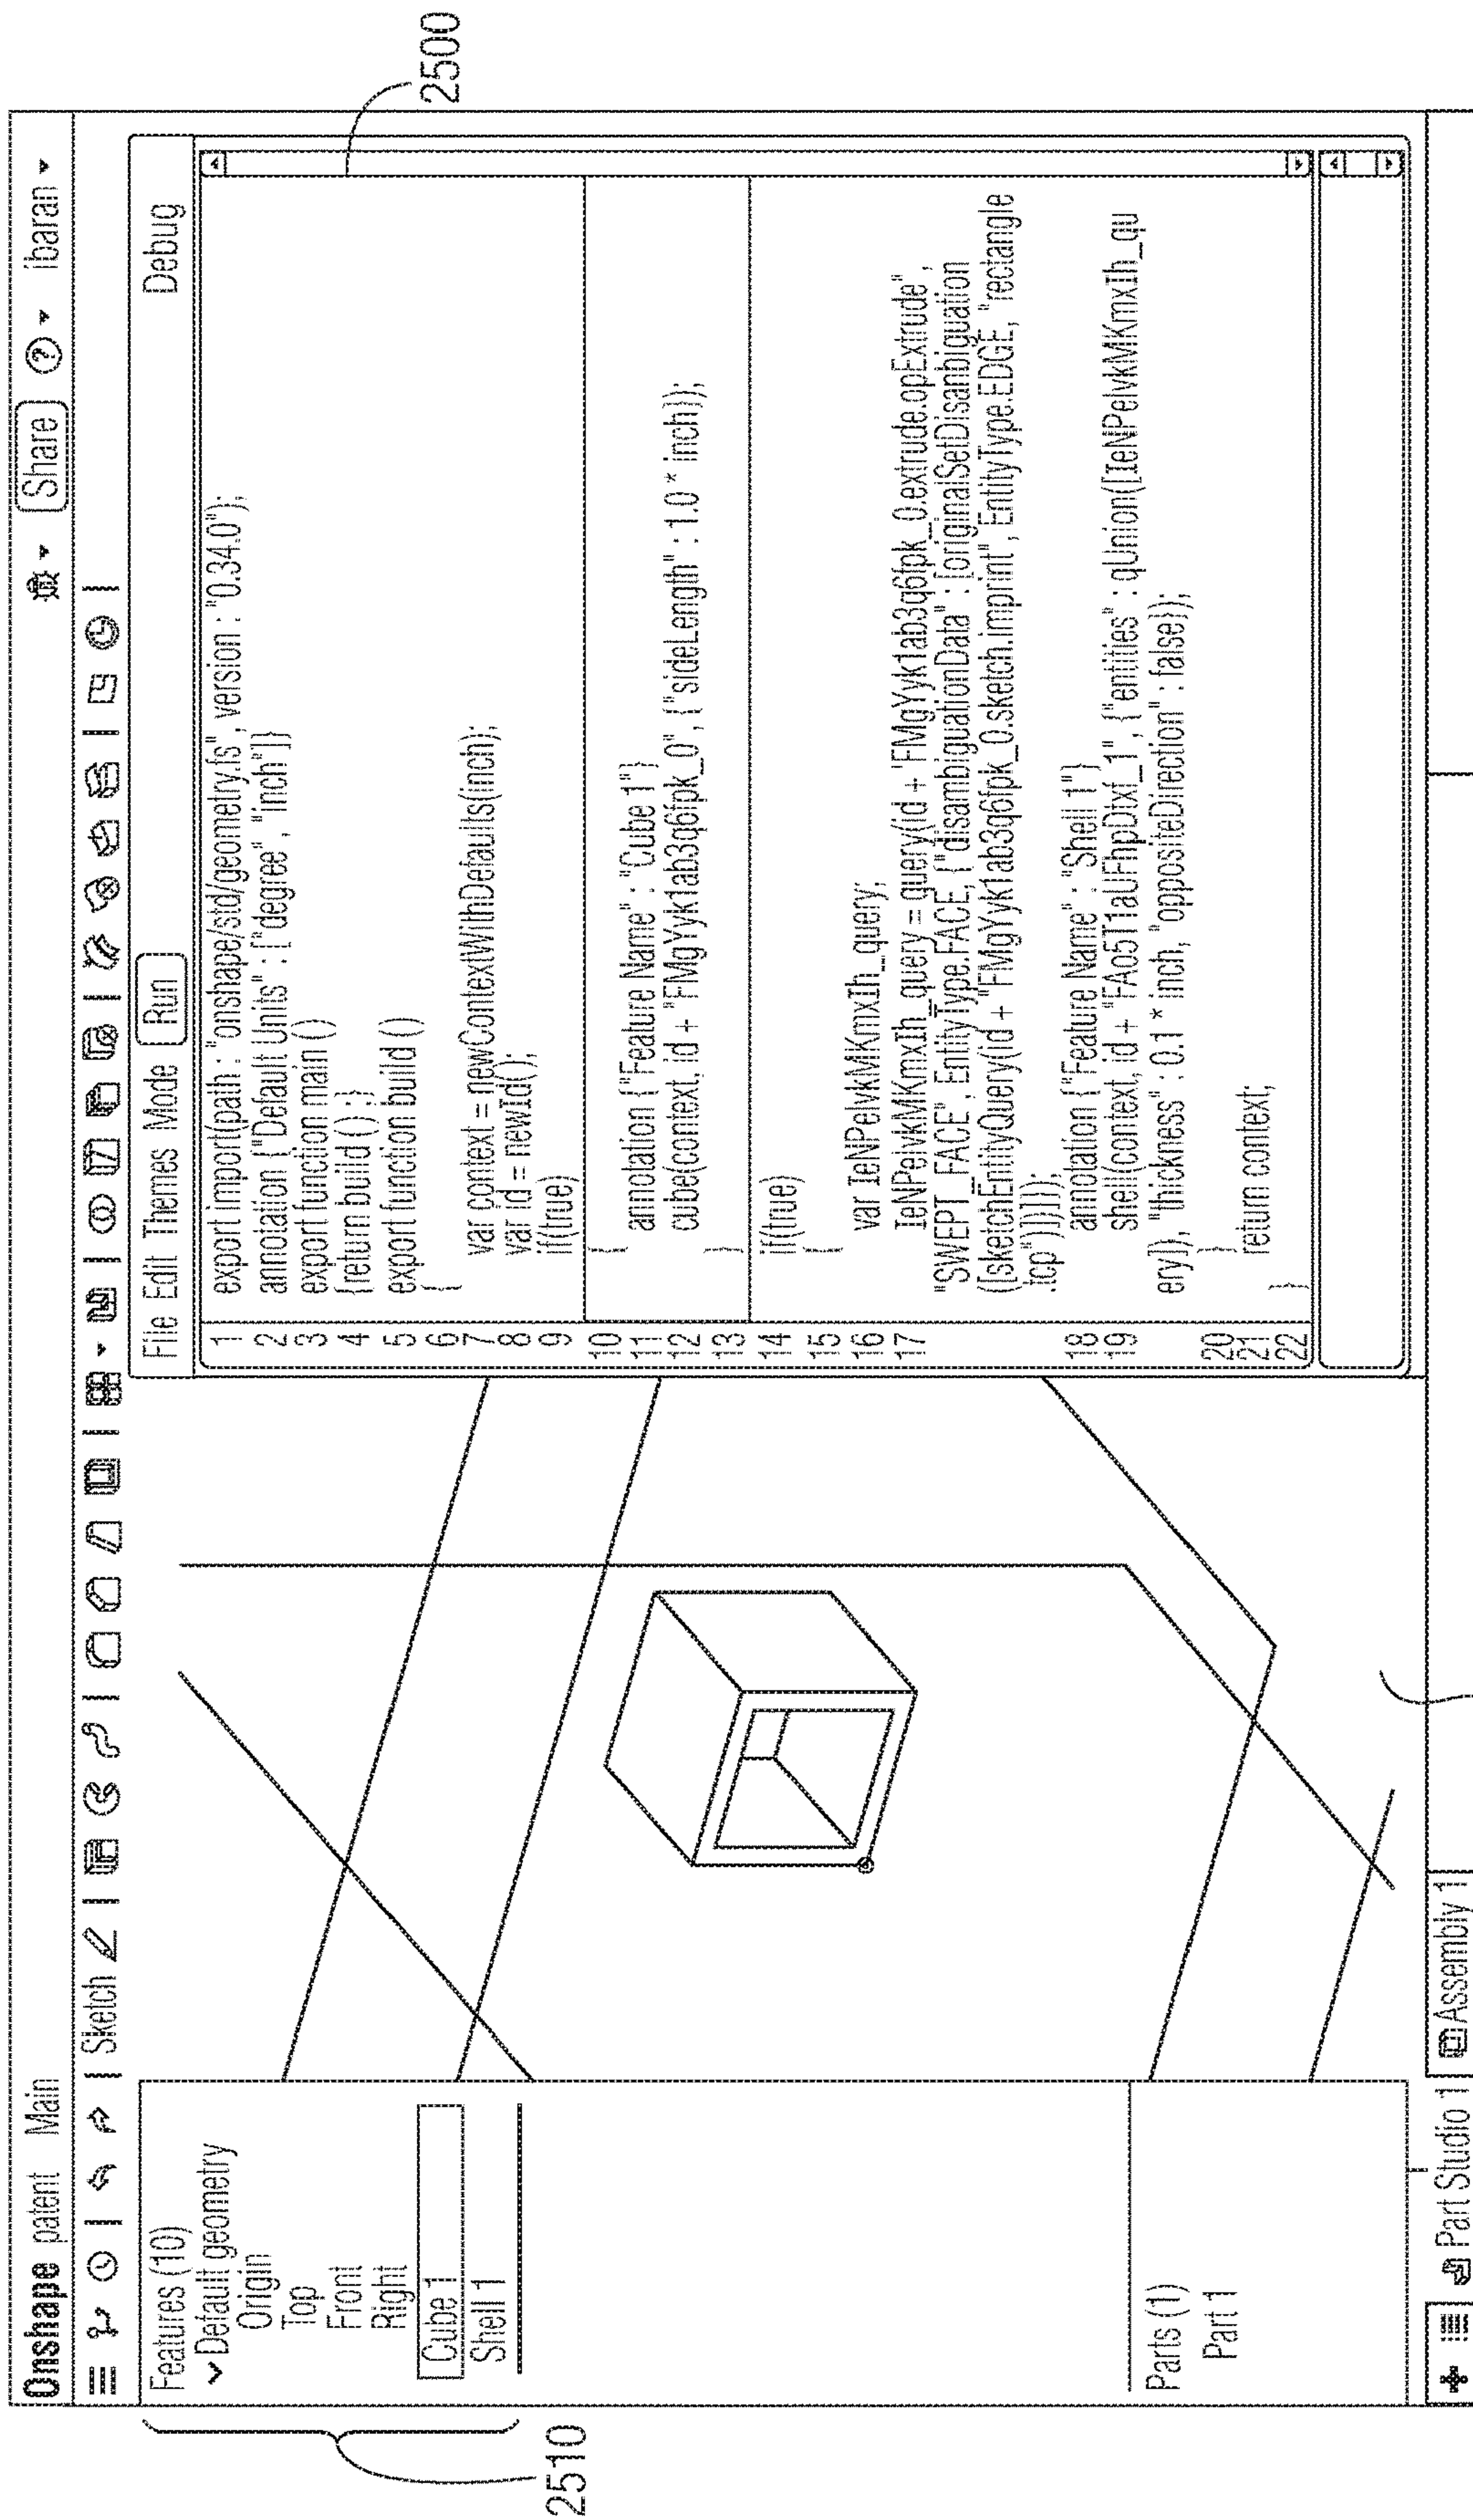 2500
Onshape patent Main
Share ? ibaran
Sketch
Features (10)
Default geometry
Origin
Top
Front
Right
Cube 1
Shell 1
Parts (1)
Part 1
2510
File Edit Themes Mode Run Debug
1 export import(path : "onshape/std/geometry.fs", version : "0.34.0");
2 annotation {"Default Units" : ["degree", "inch"]}
3 export function main ()
4 {return build () ;}
5 export function build ()
6 {
7 var context = newContextWithDefaults(inch);
8 var id = newId();
9 if(true)
10 {
11 annotation {"Feature Name" : "Cube 1"}
12 cube(context, id + "FMgYyk1ab3q6fpk_0", {"sideLength" : 1.0 * inch});
13 }
14 if(true)
15 {
16 var IeNPelvkMKmxIh_query;
17 IeNPelvkMKmxIh_query = query(id + 'FMgYyk1ab3q6fpk_0.extrude.opExtrude",
"SWEPT_FACE", EntityType.FACE, {"disambiguationData" : [originalSetDisanbiguation
([sketchEntityQuery(id + "FMgYyk1ab3q6fpk_0.sketch.imprint", EntityType.EDGE, "rectangle
.top")])]});
18 annotation {"Feature Name" : "Shell 1"}
19 shell(context, id + "FAo5T1aUFhpDtxf_1", {"entities" : qUnion([IeNPelvkMKmxIh_qu
ery]), "thickness" : 0.1 * inch, "oppositeDirection" : false});
20 }
21 return context;
22 }
Part Studio 1 Assembly 1